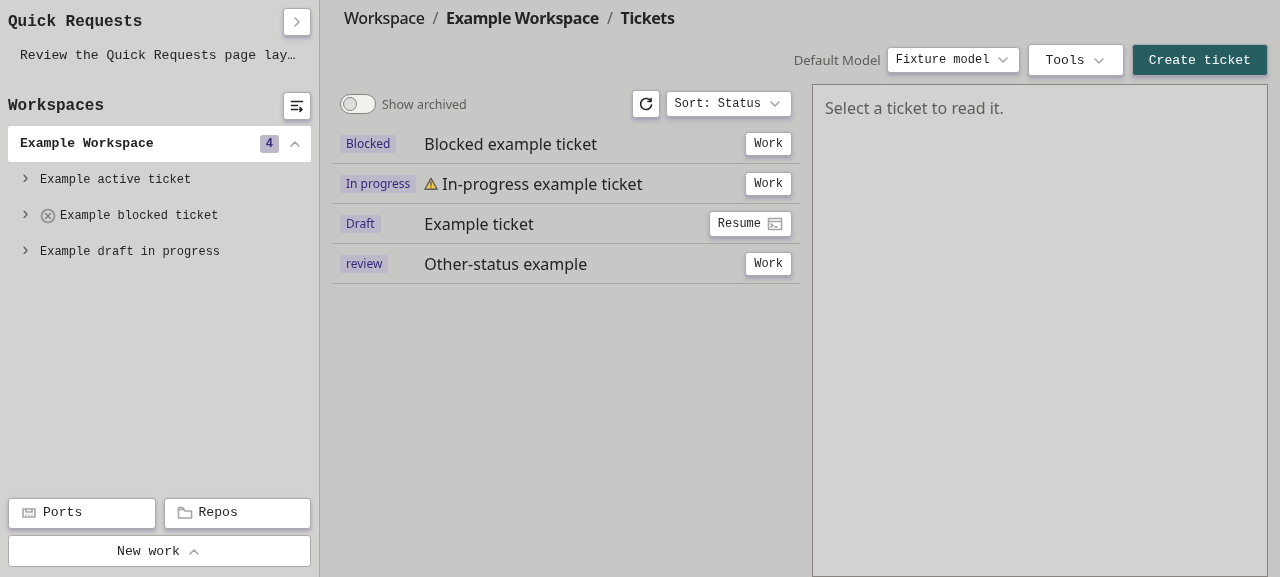 Quick Requests
Review the Quick Requests page lay…
Workspaces
Example Workspace 4
Example active ticket
Example blocked ticket
Example draft in progress
Ports
Repos
New work
Workspace / Example Workspace / Tickets
Default Model Fixture model Tools Create ticket
Show archived Sort: Status
Blocked Blocked example ticket Work
In progress In-progress example ticket Work
Draft Example ticket Resume
review Other-status example Work
Select a ticket to read it.